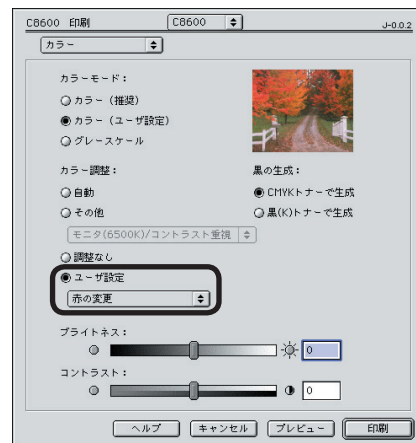 C8600 印刷 C8600 J-0.0.2
カラー
カラーモード：
カラー（推奨）
カラー（ユーザ設定）
グレースケール
カラー調整：
自動
その他
モニタ(6500K)/コントラスト重視
調整なし
ユーザ設定
赤の変更
黒の生成：
CMYKトナーで生成
黒(K)トナーで生成
ブライトネス：
0
コントラスト：
0
ヘルプ キャンセル プレビュー 印刷